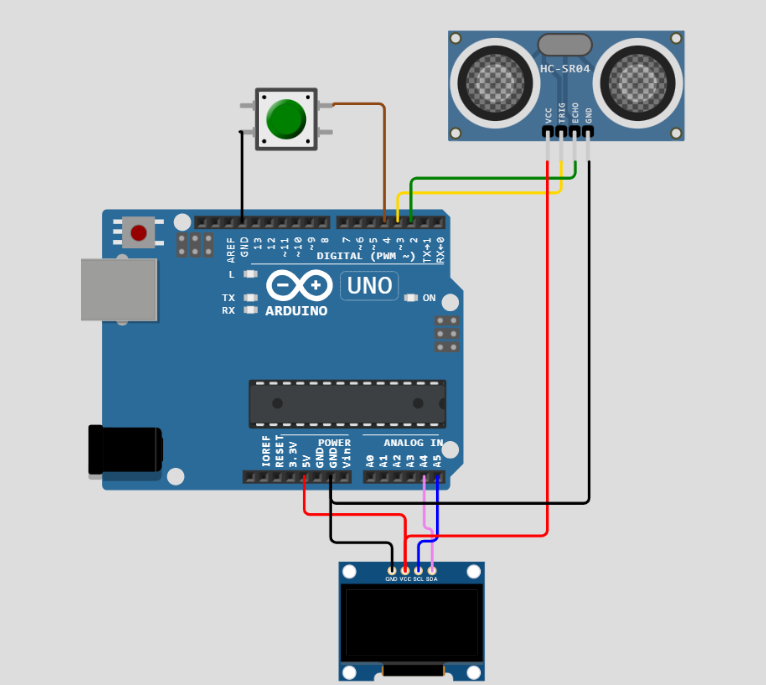 HC-SR04
VCC
TRIG
ECHO
GND
AREF
GND
13
12
~11
~10
~9
8
7
~6
~5
4
~3
2
TX→1
RX←0
DIGITAL (PWM ~)
L
TX
RX
ARDUINO
UNO
ON
IOREF
RESET
3.3V
5V
GND
GND
Vin
POWER
ANALOG IN
A0
A1
A2
A3
A4
A5
GND VCC SCL SDA